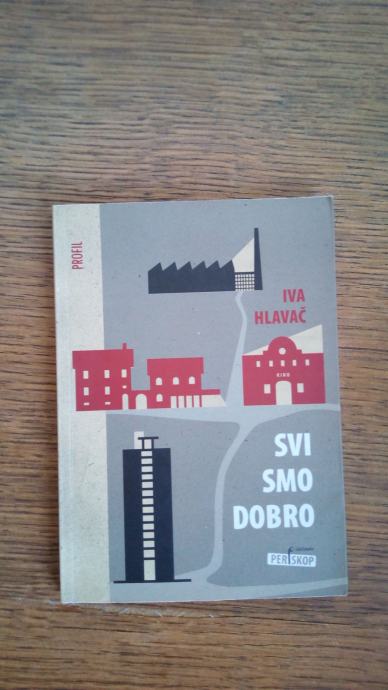 PROFIL
IVA
HLAVAČ
KINO
SVI
SMO
DOBRO
PERISKOP